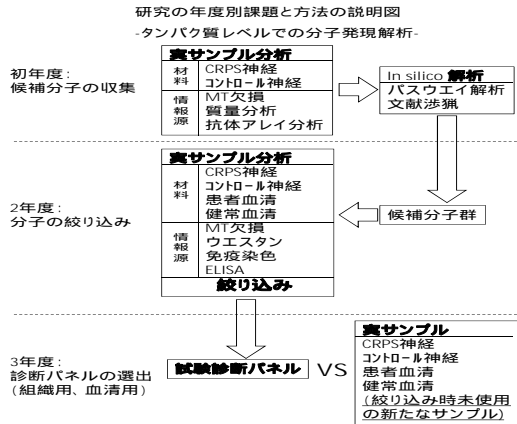 研究の年度別課題と方法の説明図
-タンパク質レベルでの分子発現解析-
初年度:
候補分子の収集
実サンプル分析
材料
CRPS神経
コントロール神経
情報源
MT欠損
質量分析
抗体アレイ分析
In silico 解析
パスウエイ解析
文献渉猟
2年度:
分子の絞り込み
実サンプル分析
材料
CRPS神経
コントロール神経
患者血清
健常血清
情報源
MT欠損
ウエスタン
免疫染色
ELISA
絞り込み
候補分子群
3年度:
診断パネルの選出
(組織用、血清用)
試験診断パネル
VS
実サンプル
CRPS神経
コントロール神経
患者血清
健常血清
(絞り込み時未使用
の新たなサンプル)